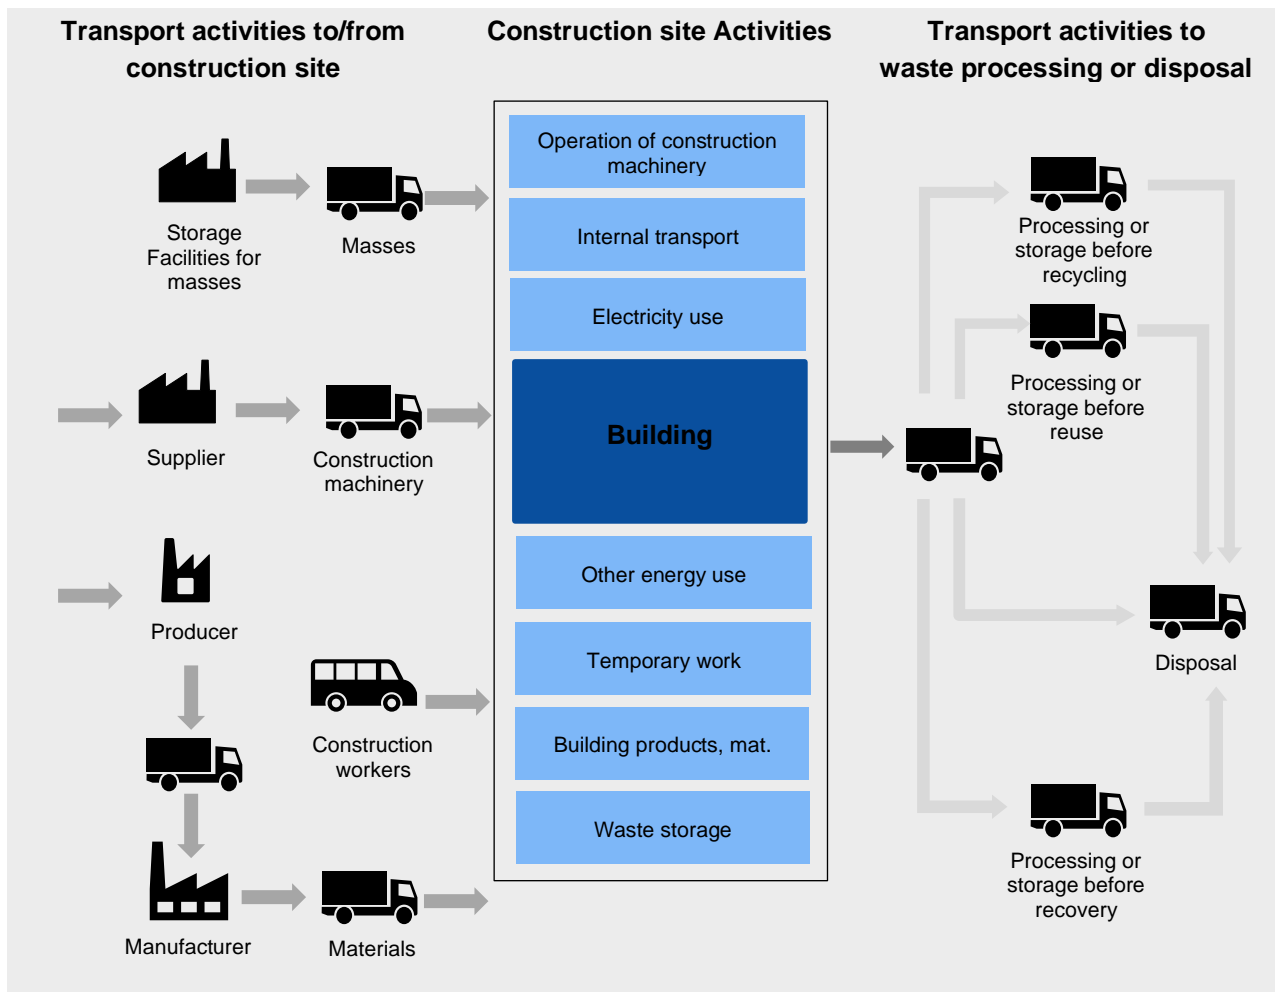 Transport activities to/from
construction site
Construction site Activities
Transport activities to
waste processing or disposal
Storage
Facilities for
masses
Masses
Supplier
Construction
machinery
Producer
Construction
workers
Manufacturer
Materials
Operation of construction
machinery
Internal transport
Electricity use
Building
Other energy use
Temporary work
Building products, mat.
Waste storage
Processing or
storage before
recycling
Processing or
storage before
reuse
Disposal
Processing or
storage before
recovery